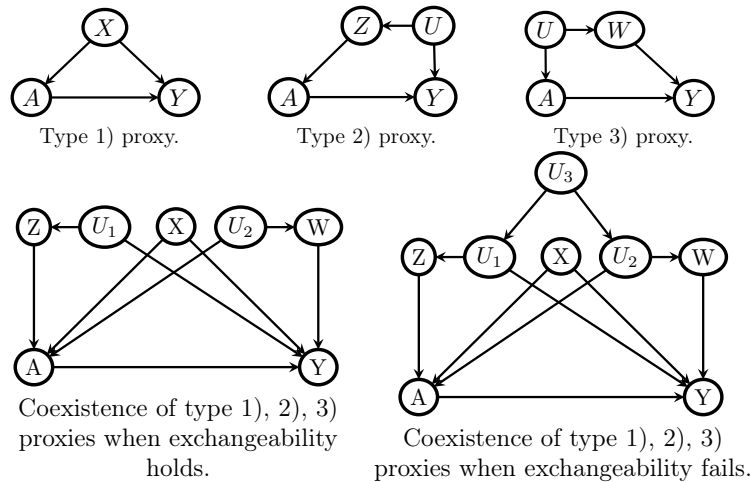 X
A
Y
Type 1) proxy.
Z
U
A
Y
Type 2) proxy.
U
W
A
Y
Type 3) proxy.
Z
U₁
X
U₂
W
A
Y
Coexistence of type 1), 2), 3)
proxies when exchangeability
holds.
U₃
Z
U₁
X
U₂
W
A
Y
Coexistence of type 1), 2), 3)
proxies when exchangeability fails.